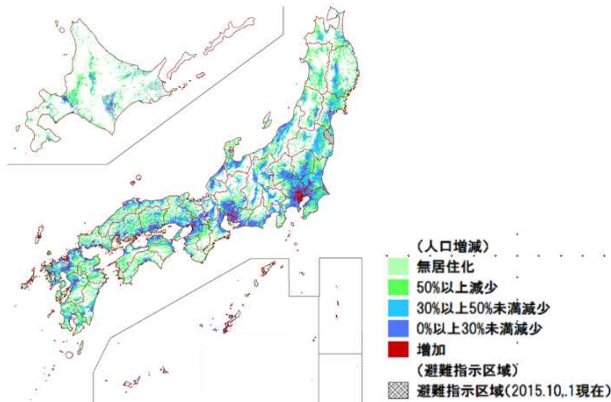 (人口増減)
無居住化
50%以上減少
30%以上50%未満減少
0%以上30%未満減少
増加
(避難指示区域)
避難指示区域(2015.10,.1現在)